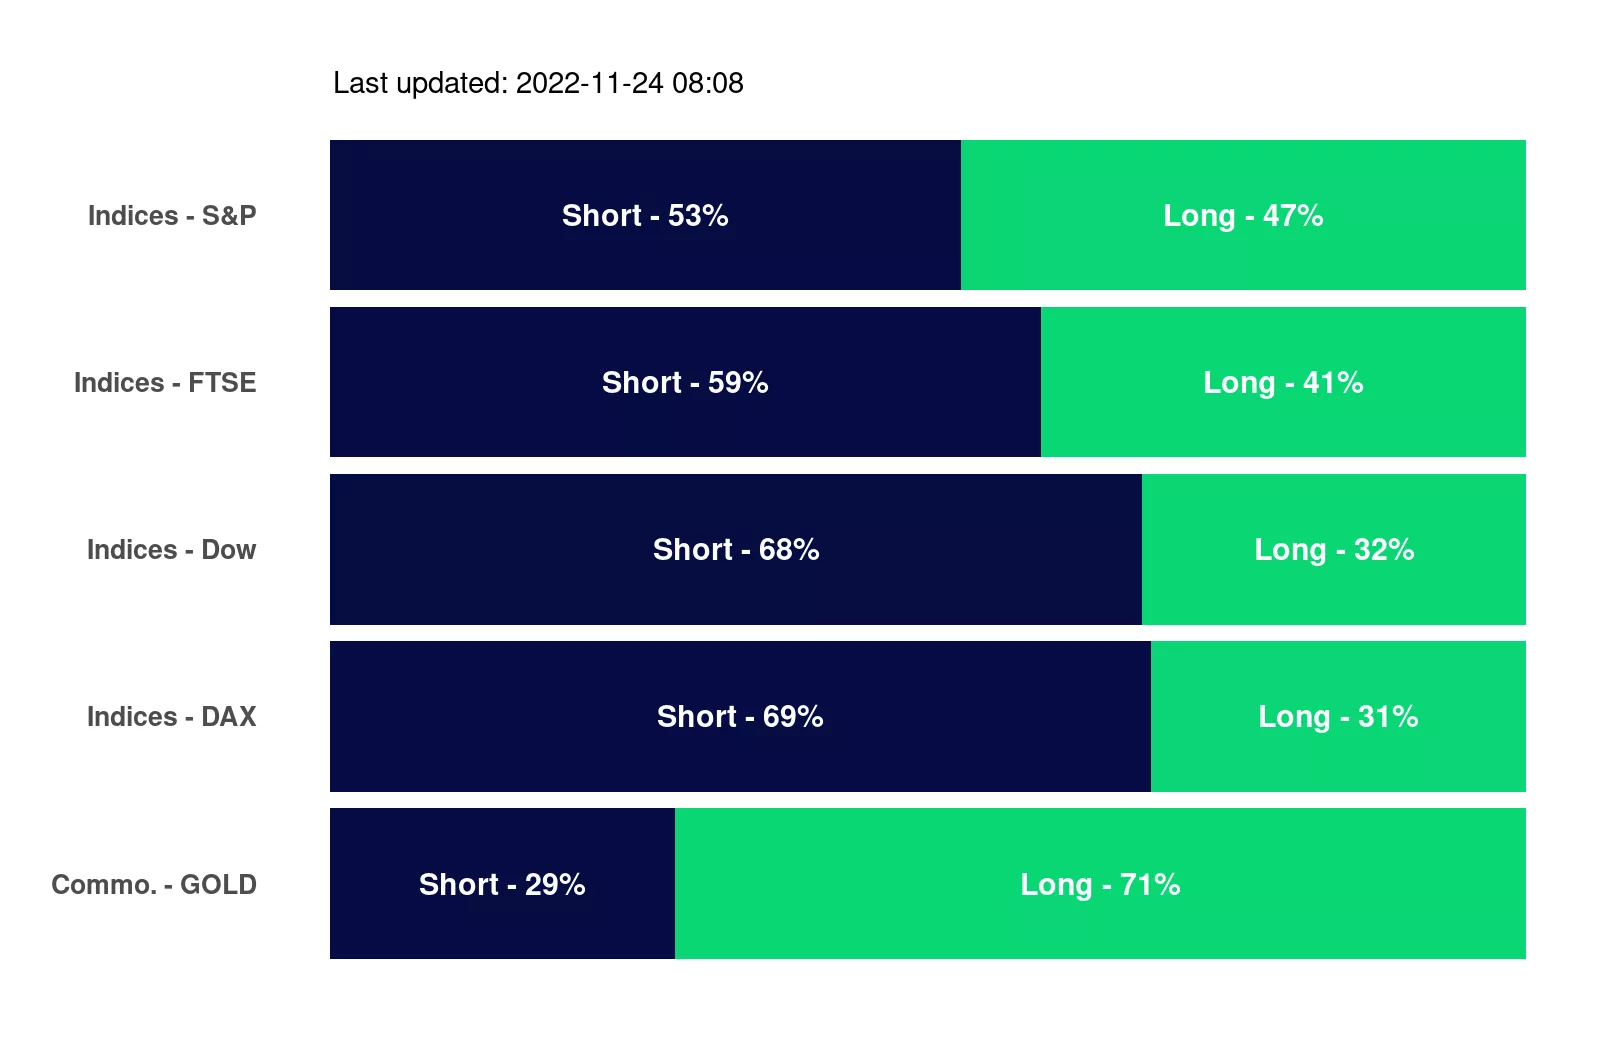 Last updated: 2022-11-24 08:08
Indices - S&P Short - 53% Long - 47%
Indices - FTSE Short - 59% Long - 41%
Indices - Dow Short - 68% Long - 32%
Indices - DAX Short - 69% Long - 31%
Commo. - GOLD Short - 29% Long - 71%